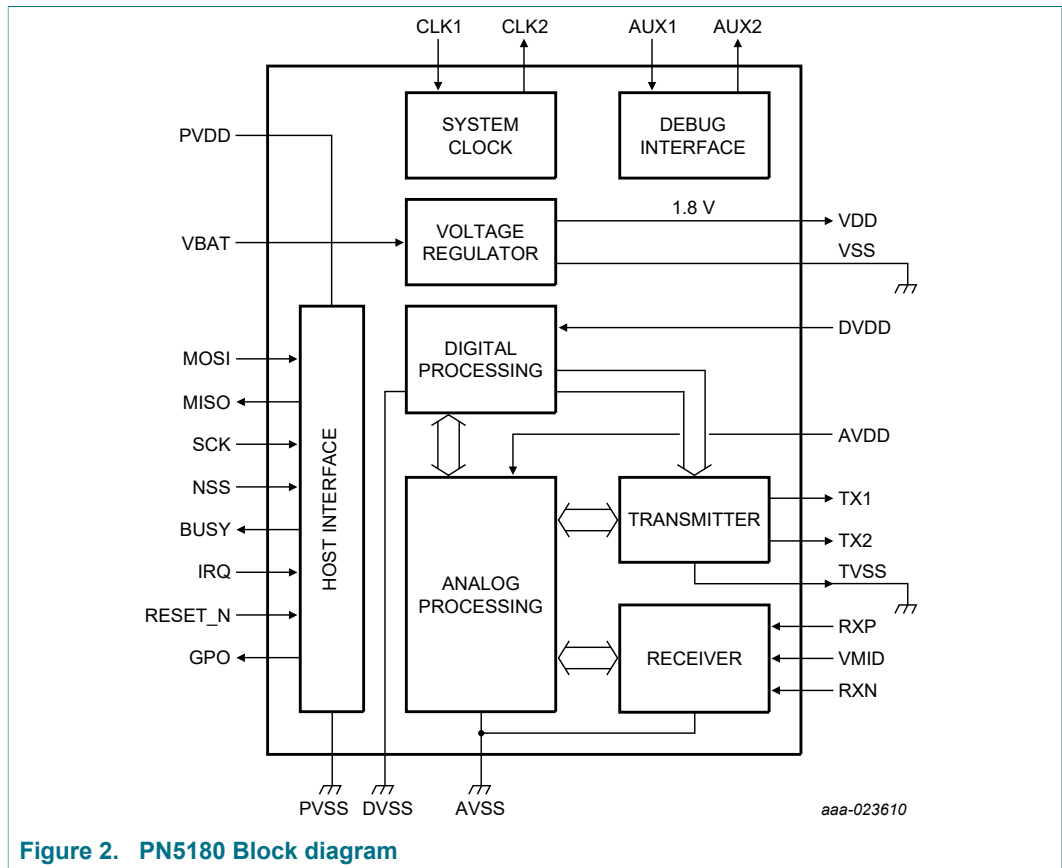 CLK1
CLK2
AUX1
AUX2
SYSTEM
CLOCK
DEBUG
INTERFACE
PVDD
VBAT
VOLTAGE
REGULATOR
1.8 V
VDD
VSS
DIGITAL
PROCESSING
DVDD
AVDD
MOSI
MISO
SCK
NSS
BUSY
IRQ
RESET_N
GPO
HOST INTERFACE
ANALOG
PROCESSING
TRANSMITTER
TX1
TX2
TVSS
RECEIVER
RXP
VMID
RXN
PVSS
DVSS
AVSS
aaa-023610
Figure 2. PN5180 Block diagram